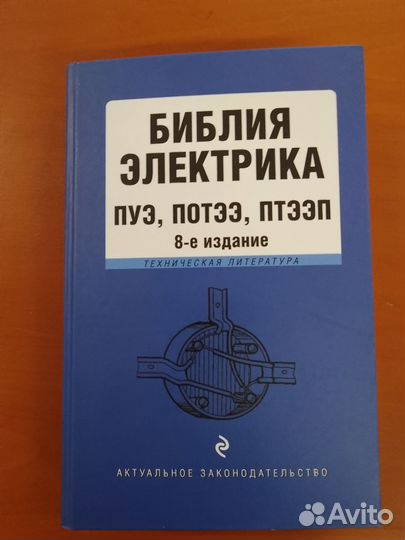 БИБЛИЯ
ЭЛЕКТРИКА
ПУЭ, ПОТЭЭ, ПТЭЭП
8-е издание
ТЕХНИЧЕСКАЯ ЛИТЕРАТУРА
АКТУАЛЬНОЕ ЗАКОНОДАТЕЛЬСТВО
Avito